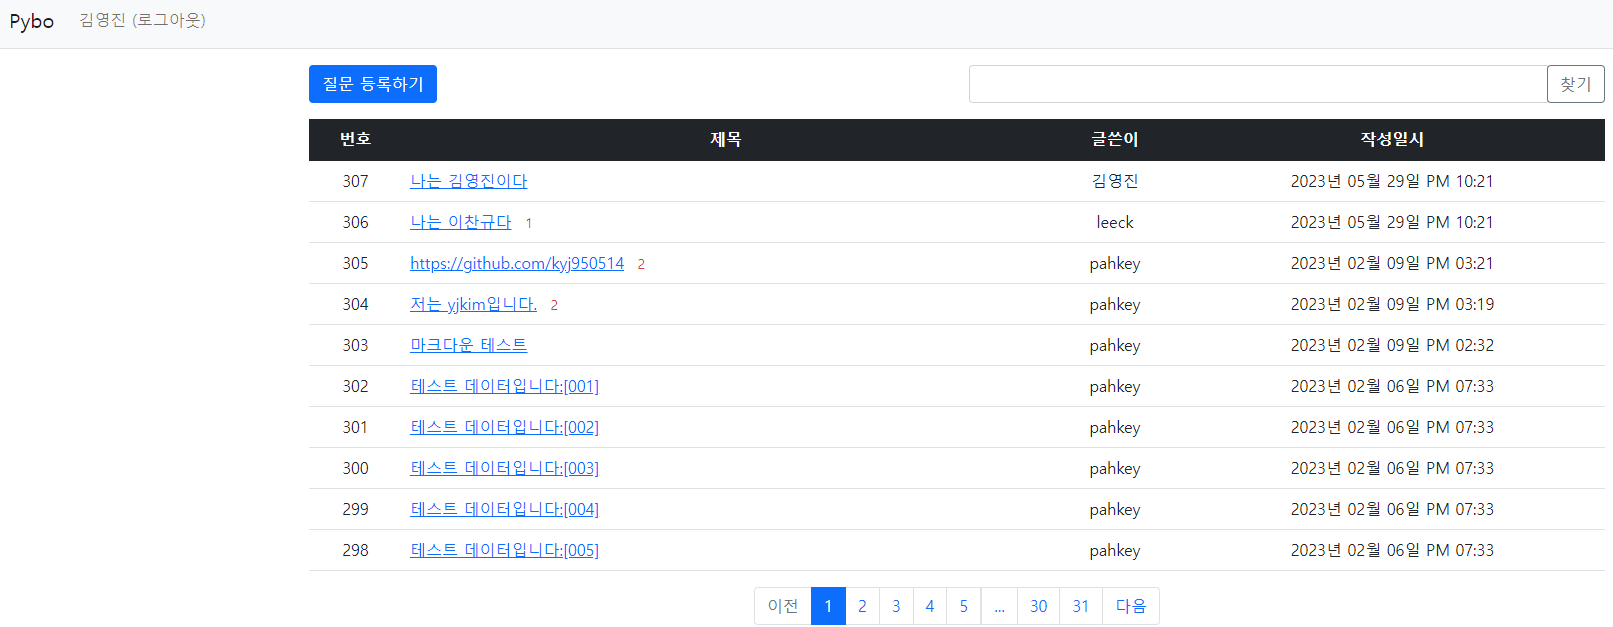 Pybo 김영진 (로그아웃)
질문 등록하기 찾기
번호 제목 글쓴이 작성일시
307 나는 김영진이다 김영진 2023년 05월 29일 PM 10:21
306 나는 이찬규다 1 leeck 2023년 05월 29일 PM 10:21
305 https://github.com/kyj950514 2 pahkey 2023년 02월 09일 PM 03:21
304 저는 yjkim입니다. 2 pahkey 2023년 02월 09일 PM 03:19
303 마크다운 테스트 pahkey 2023년 02월 09일 PM 02:32
302 테스트 데이터입니다:[001] pahkey 2023년 02월 06일 PM 07:33
301 테스트 데이터입니다:[002] pahkey 2023년 02월 06일 PM 07:33
300 테스트 데이터입니다:[003] pahkey 2023년 02월 06일 PM 07:33
299 테스트 데이터입니다:[004] pahkey 2023년 02월 06일 PM 07:33
298 테스트 데이터입니다:[005] pahkey 2023년 02월 06일 PM 07:33
이전 1 2 3 4 5 ... 30 31 다음